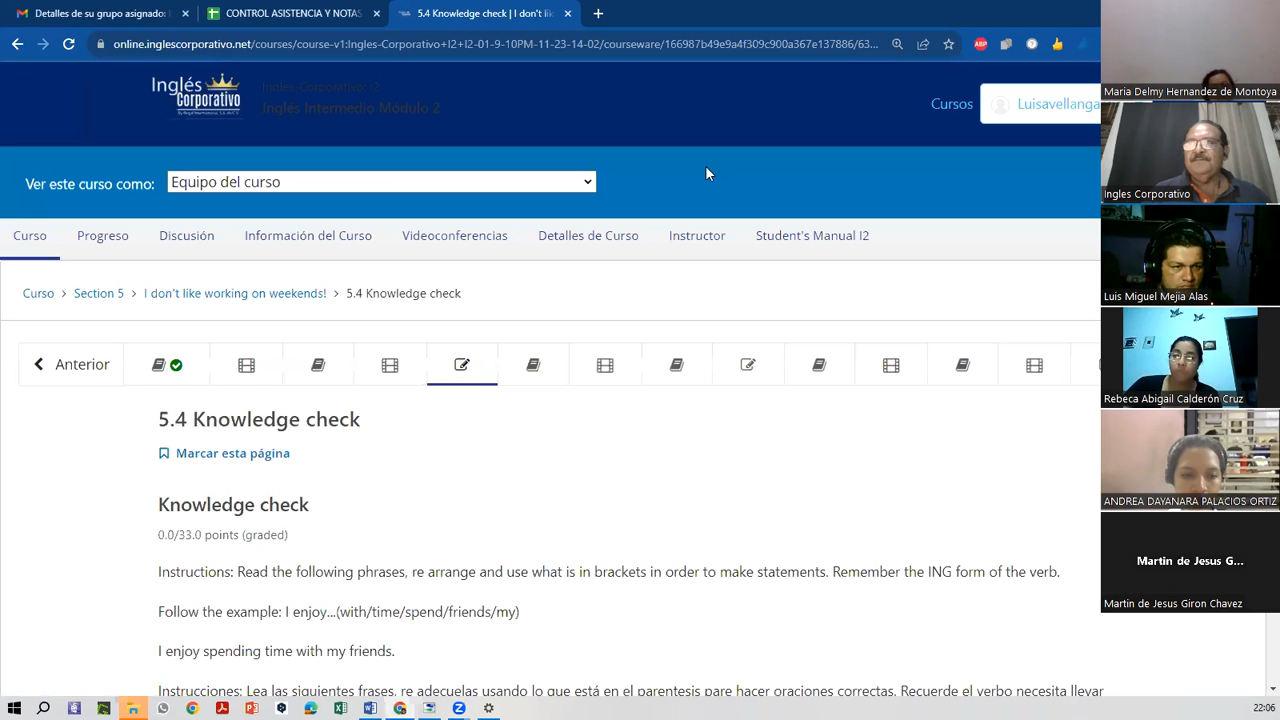 Detalles de su grupo asignado:
CONTROL ASISTENCIA Y NOTAS
5.4 Knowledge check | I don't lik
online.inglescorporativo.net/courses/course-v1:Ingles-Corporativo+I2+I2-01-9-10PM-11-23-14-02/courseware/166987b49e9a4f309c900a367e137886/63...
ABP
Inglés
Corporativo
Ingles-Corporativo: I2
Inglés Intermedio Módulo 2
Cursos
Luisavellanga
Ver este curso como:
Equipo del curso
Curso
Progreso
Discusión
Información del Curso
Videoconferencias
Detalles de Curso
Instructor
Student's Manual I2
Curso > Section 5 > I don't like working on weekends! > 5.4 Knowledge check
Anterior
5.4 Knowledge check
Marcar esta página
Knowledge check
0.0/33.0 points (graded)
Instructions: Read the following phrases, re arrange and use what is in brackets in order to make statements. Remember the ING form of the verb.
Follow the example: I enjoy...(with/time/spend/friends/my)
I enjoy spending time with my friends.
Instrucciones: Lea las siguientes frases, re adecuelas usando lo que está en el parentesis pare hacer oraciones correctas. Recuerde el verbo necesita llevar
Maria Delmy Hernandez de Montoya
Ingles Corporativo
Luis Miguel Mejia Alas
Rebeca Abigail Calderón Cruz
ANDREA DAYANARA PALACIOS ORTIZ
Martin de Jesus G...
Martin de Jesus Giron Chavez
22:06